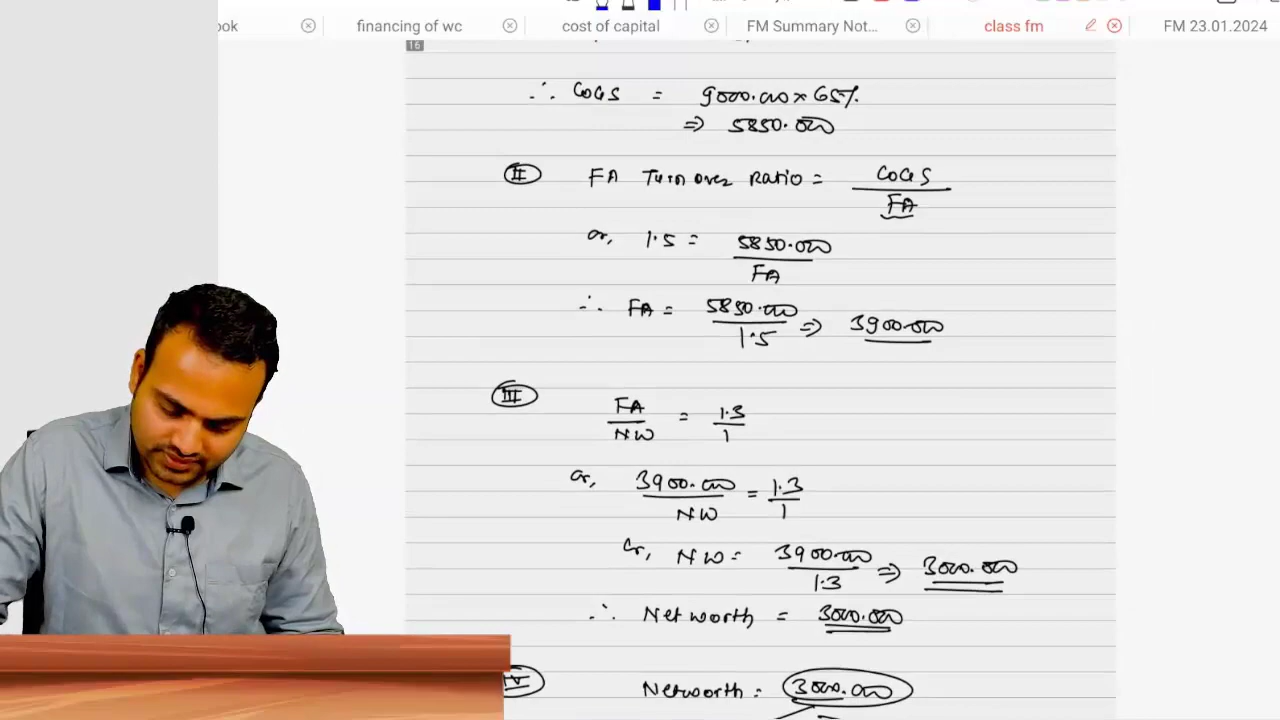 ook financing of wc cost of capital FM Summary Not... class fm FM 23.01.2024
16
∴ CoGS = 9000.000 x 65%
⇒ 5850.000
II FA Turnover Ratio = CoGS / FA
or, 1.5 = 5850.000 / FA
∴ FA = 5850.000 / 1.5 ⇒ 3900.000
III FA / NW = 1.3 / 1
or, 3900.000 / NW = 1.3 / 1
or, NW = 3900.000 / 1.3 ⇒ 3000.000
∴ Networth = 3000.000
IV Networth = 3000.000